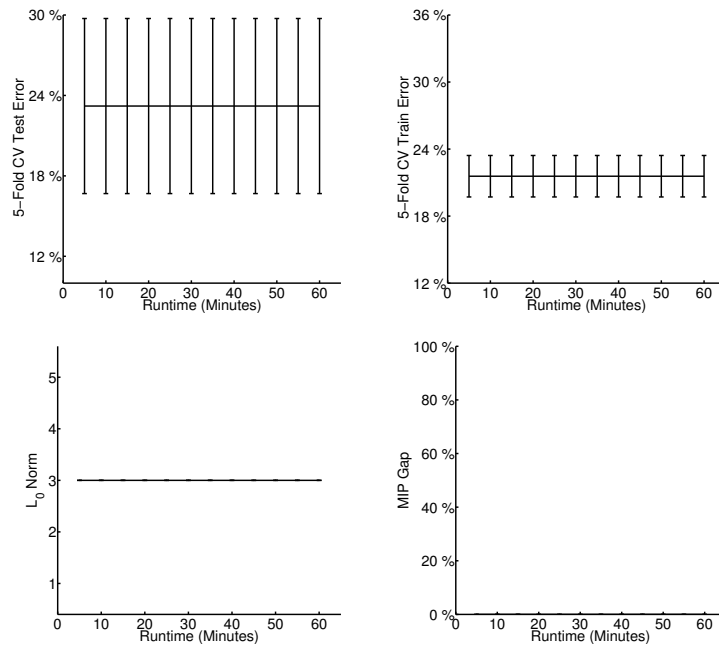 30 %
24 %
18 %
12 %
5−Fold CV Test Error
0 10 20 30 40 50 60
Runtime (Minutes)
36 %
30 %
24 %
18 %
12 %
5−Fold CV Train Error
0 10 20 30 40 50 60
Runtime (Minutes)
5
4
3
2
1
L0 Norm
0 10 20 30 40 50 60
Runtime (Minutes)
100 %
80 %
60 %
40 %
20 %
0 %
MIP Gap
0 10 20 30 40 50 60
Runtime (Minutes)